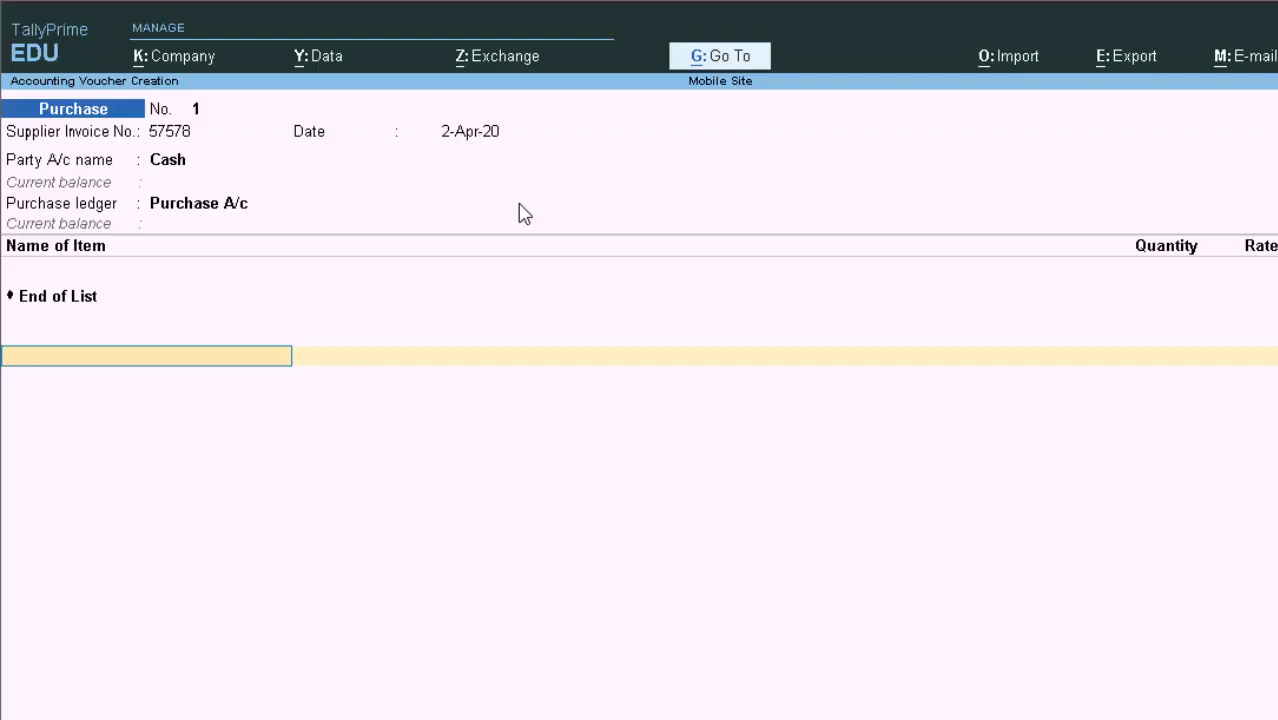 TallyPrime MANAGE
EDU K:Company Y:Data Z:Exchange G:Go To O:Import E:Export M:E-mail
Accounting Voucher Creation Mobile Site
Purchase No. 1
Supplier Invoice No.: 57578 Date : 2-Apr-20
Party A/c name : Cash
Current balance :
Purchase ledger : Purchase A/c
Current balance :
Name of Item Quantity Rate
♦ End of List